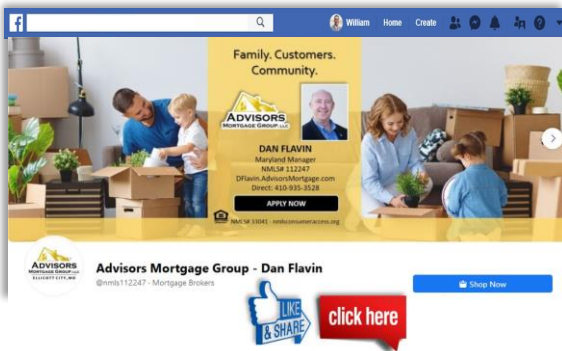 f
William Home Create
Family. Customers.
Community.
ADVISORS
MORTGAGE GROUP, LLC
DAN FLAVIN
Maryland Manager
NMLS# 112247
DFlavin.AdvisorsMortgage.com
Direct: 410-935-3528
APPLY NOW
NMLS# 33041 - nmlsconsumeraccess.org
ADVISORS
MORTGAGE GROUP, LLC
ELLICOTT CITY, MD
Advisors Mortgage Group - Dan Flavin
@nmls112247 - Mortgage Brokers
Shop Now
LIKE
& SHARE
click here